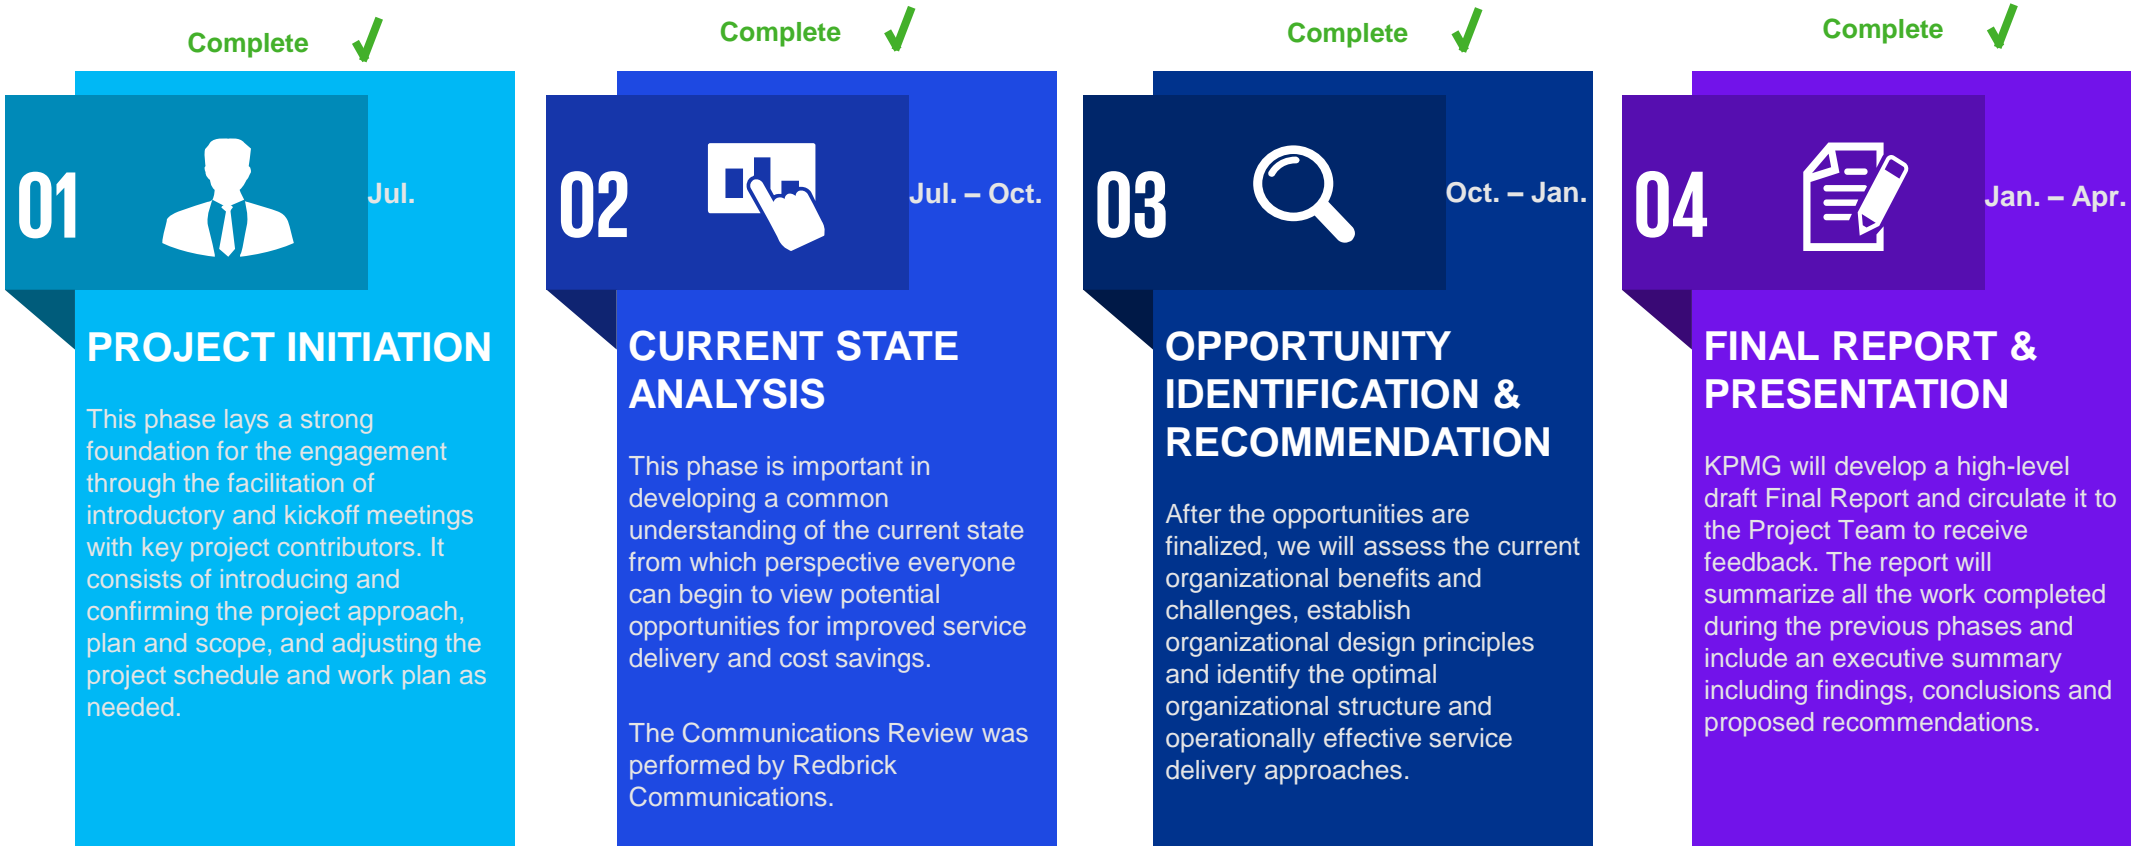 Complete
01
Jul.
PROJECT INITIATION
This phase lays a strong
foundation for the engagement
through the facilitation of
introductory and kickoff meetings
with key project contributors. It
consists of introducing and
confirming the project approach,
plan and scope, and adjusting the
project schedule and work plan as
needed.
Complete
02
Jul. – Oct.
CURRENT STATE
ANALYSIS
This phase is important in
developing a common
understanding of the current state
from which perspective everyone
can begin to view potential
opportunities for improved service
delivery and cost savings.
The Communications Review was
performed by Redbrick
Communications.
Complete
03
Oct. – Jan.
OPPORTUNITY
IDENTIFICATION &
RECOMMENDATION
After the opportunities are
finalized, we will assess the current
organizational benefits and
challenges, establish
organizational design principles
and identify the optimal
organizational structure and
operationally effective service
delivery approaches.
Complete
04
Jan. – Apr.
FINAL REPORT &
PRESENTATION
KPMG will develop a high-level
draft Final Report and circulate it to
the Project Team to receive
feedback. The report will
summarize all the work completed
during the previous phases and
include an executive summary
including findings, conclusions and
proposed recommendations.